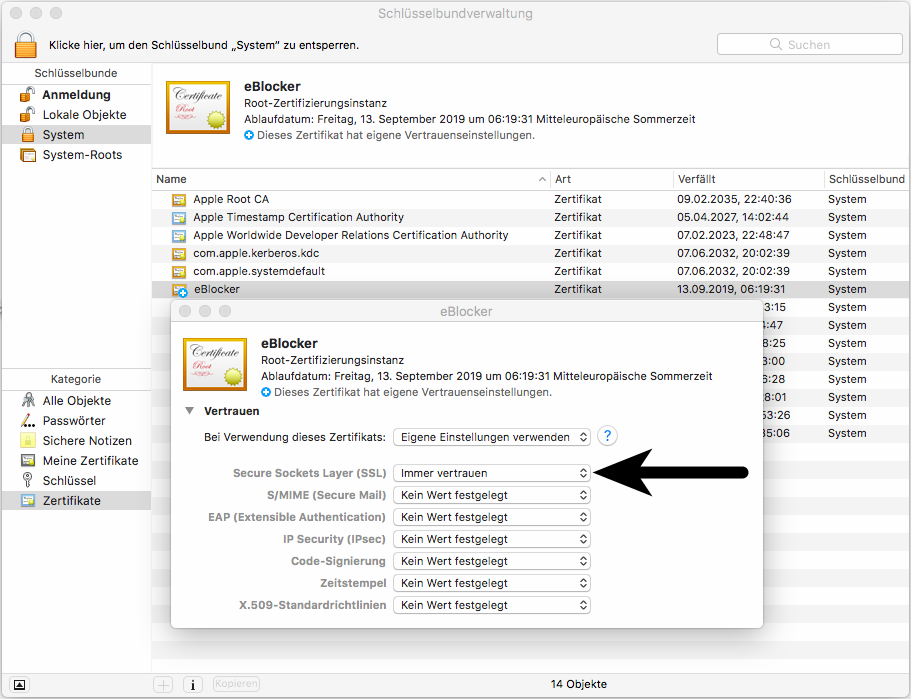 Schlüsselbundverwaltung
Klicke hier, um den Schlüsselbund „System“ zu entsperren.
Suchen
Schlüsselbunde
Anmeldung
Lokale Objekte
System
System-Roots
Certificate
Root
eBlocker
Root-Zertifizierungsinstanz
Ablaufdatum: Freitag, 13. September 2019 um 06:19:31 Mitteleuropäische Sommerzeit
Dieses Zertifikat hat eigene Vertrauenseinstellungen.
Name Art Verfällt Schlüsselbund
Apple Root CA Zertifikat 09.02.2035, 22:40:36 System
Apple Timestamp Certification Authority Zertifikat 05.04.2027, 14:02:44 System
Apple Worldwide Developer Relations Certification Authority Zertifikat 07.02.2023, 22:48:47 System
com.apple.kerberos.kdc Zertifikat 07.06.2032, 20:02:39 System
com.apple.systemdefault Zertifikat 07.06.2032, 20:02:39 System
eBlocker Zertifikat 13.09.2019, 06:19:31 System
3:15 System
4:47 System
8:25 System
3:00 System
6:28 System
8:01 System
53:26 System
35:06 System
eBlocker
Certificate
Root
eBlocker
Root-Zertifizierungsinstanz
Ablaufdatum: Freitag, 13. September 2019 um 06:19:31 Mitteleuropäische Sommerzeit
Dieses Zertifikat hat eigene Vertrauenseinstellungen.
Vertrauen
Bei Verwendung dieses Zertifikats: Eigene Einstellungen verwenden ?
Secure Sockets Layer (SSL) Immer vertrauen
S/MIME (Secure Mail) Kein Wert festgelegt
EAP (Extensible Authentication) Kein Wert festgelegt
IP Security (IPsec) Kein Wert festgelegt
Code-Signierung Kein Wert festgelegt
Zeitstempel Kein Wert festgelegt
X.509-Standardrichtlinien Kein Wert festgelegt
Kategorie
Alle Objekte
Passwörter
Sichere Notizen
Meine Zertifikate
Schlüssel
Zertifikate
+ i Kopieren 14 Objekte